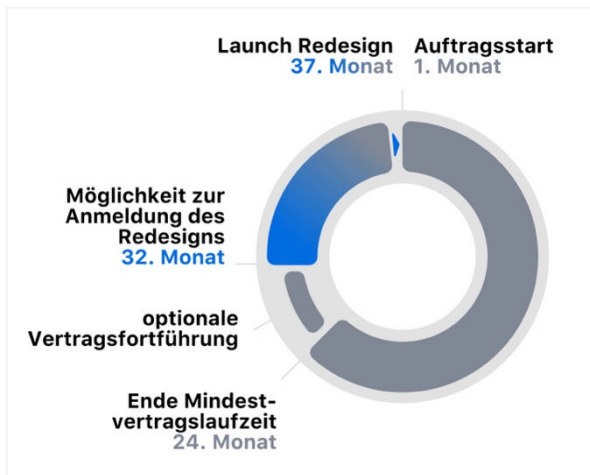 Launch Redesign
37. Monat
Auftragsstart
1. Monat
Möglichkeit zur
Anmeldung des
Redesigns
32. Monat
optionale
Vertragsfortführung
Ende Mindest-
vertragslaufzeit
24. Monat